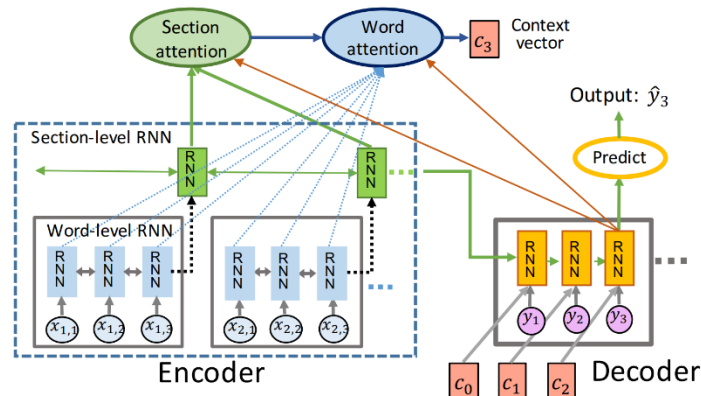 Section
attention
Word
attention
c₃
Context
vector
Output: ŷ₃
Predict
Section-level RNN
RNN
RNN
Word-level RNN
RNN
RNN
RNN
RNN
RNN
RNN
RNN
RNN
RNN
x₁,₁
x₁,₂
x₁,₃
x₂,₁
x₂,₂
x₂,₃
y₁
y₂
y₃
Encoder
c₀
c₁
c₂
Decoder